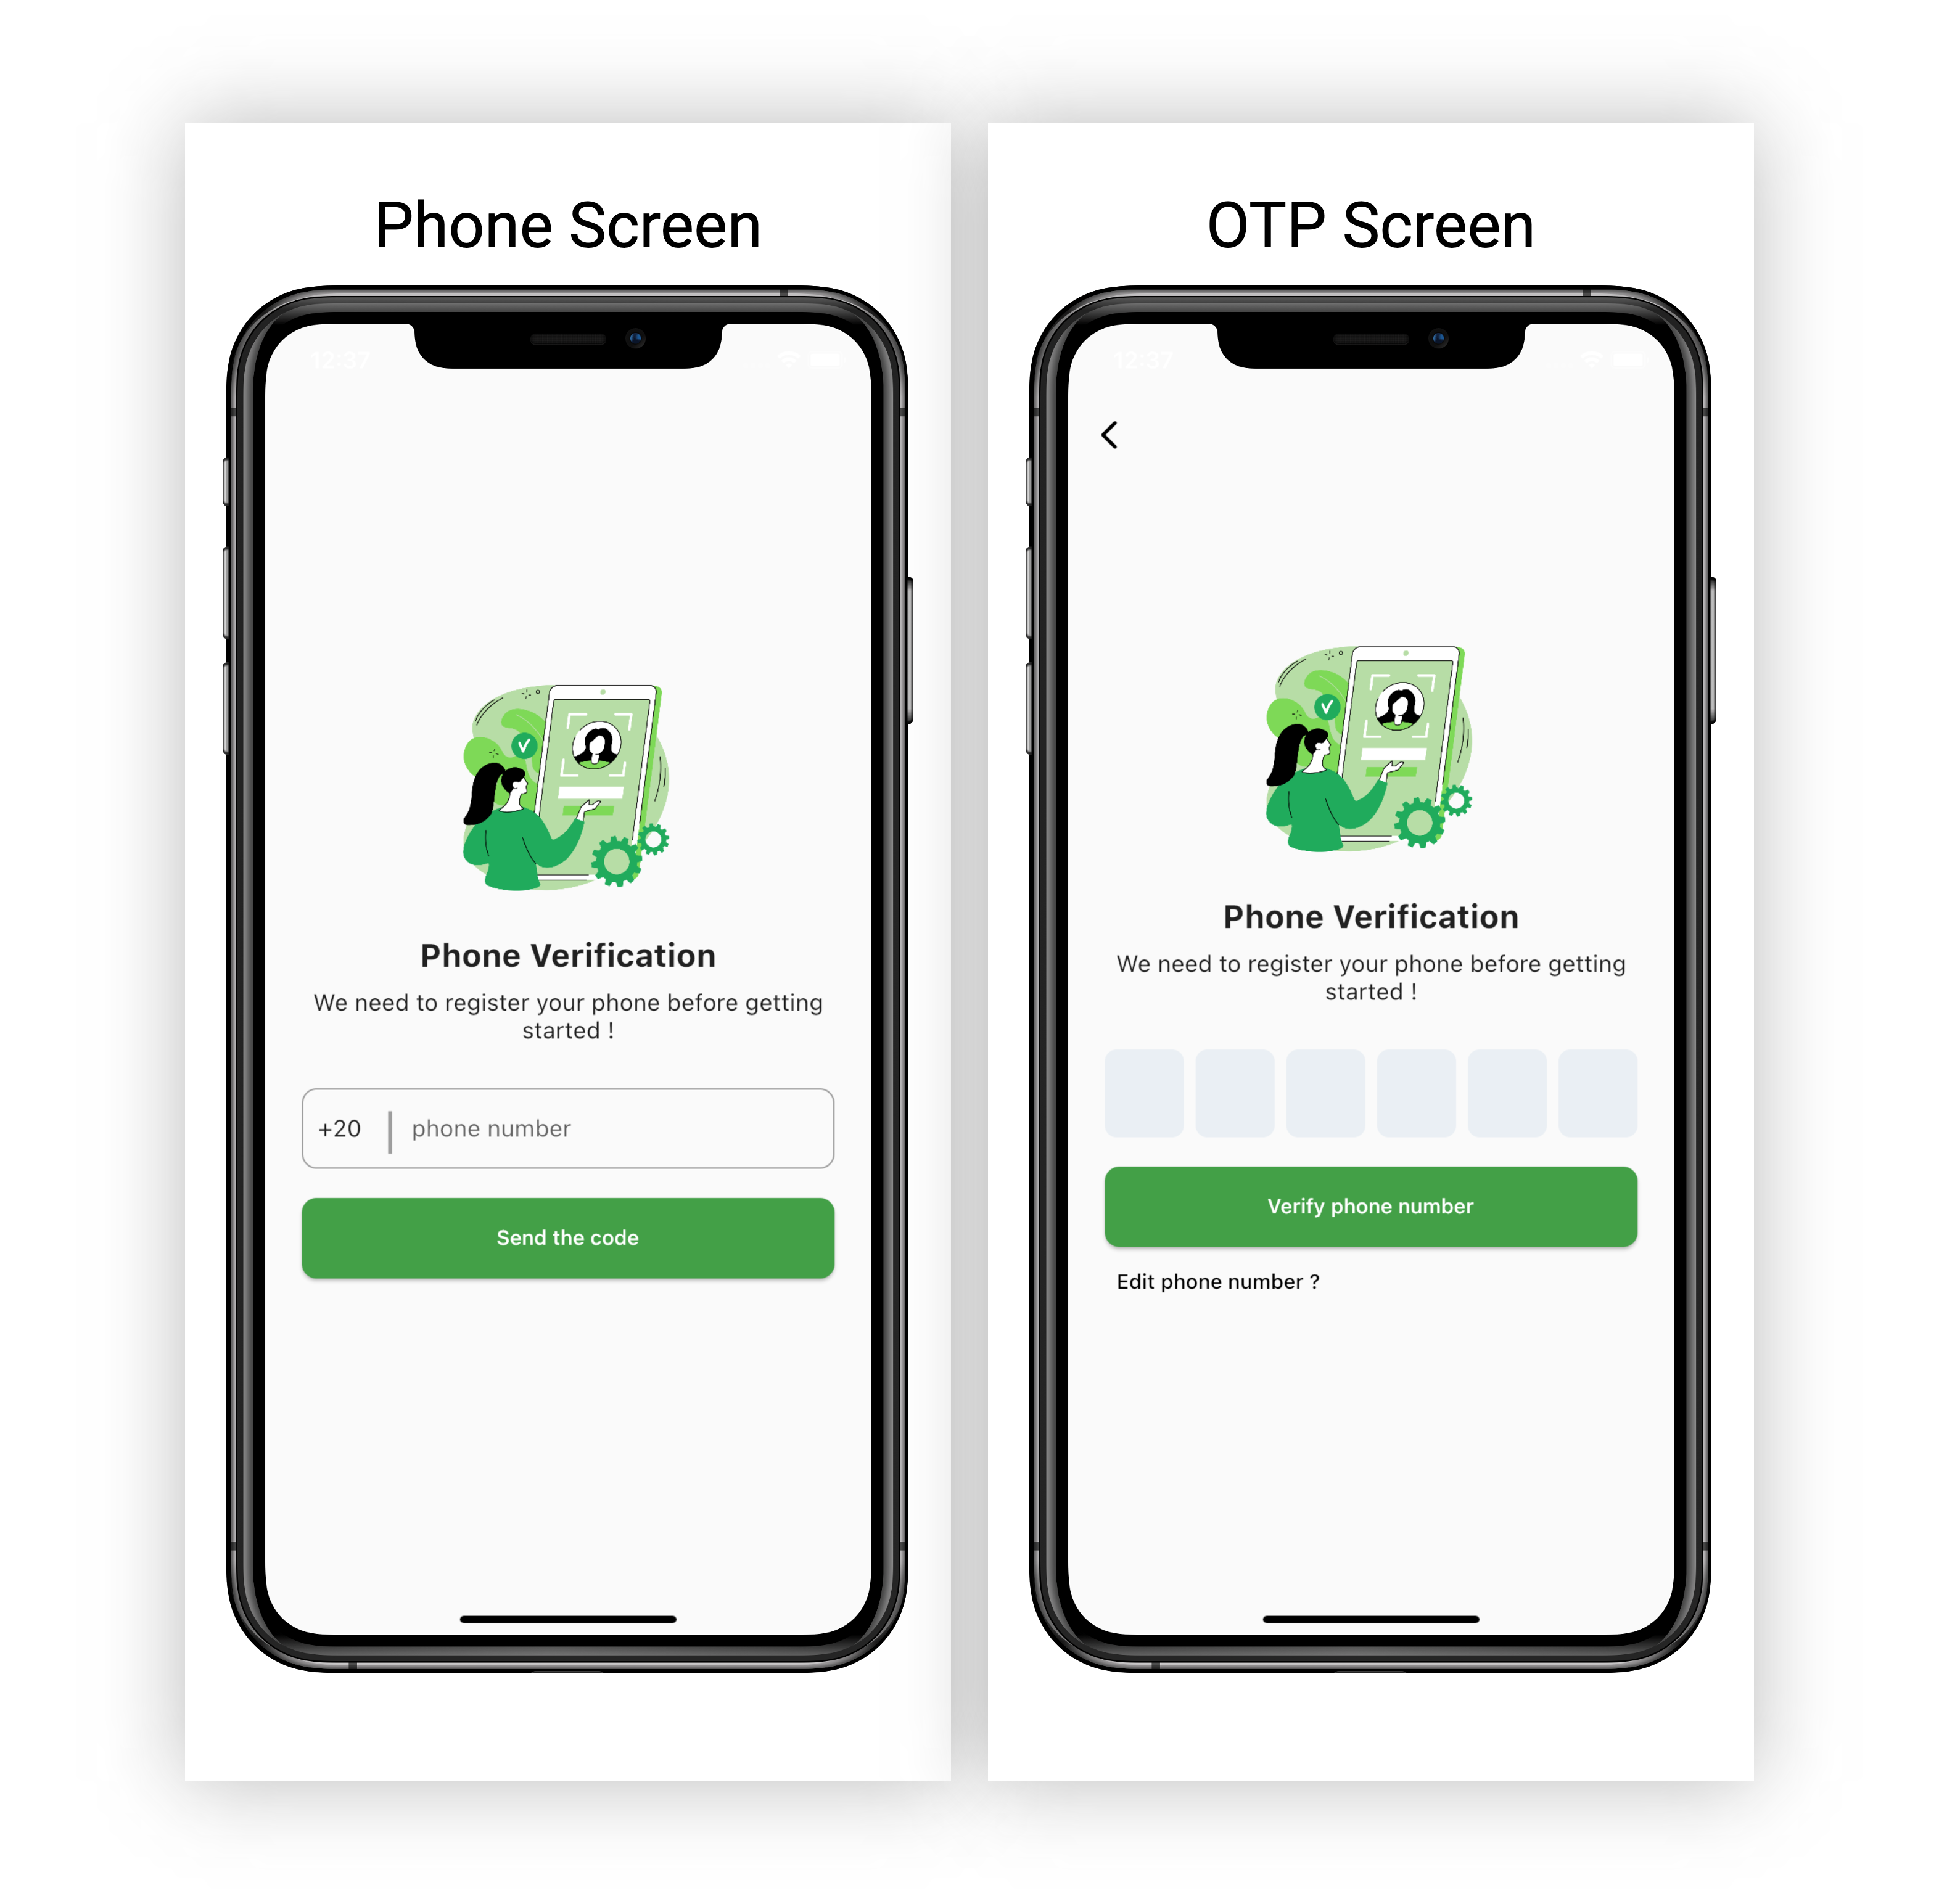 Phone Screen
12:37
Phone Verification
We need to register your phone before getting
started !
+20
phone number
Send the code
OTP Screen
12:37
Phone Verification
We need to register your phone before getting
started !
Verify phone number
Edit phone number ?